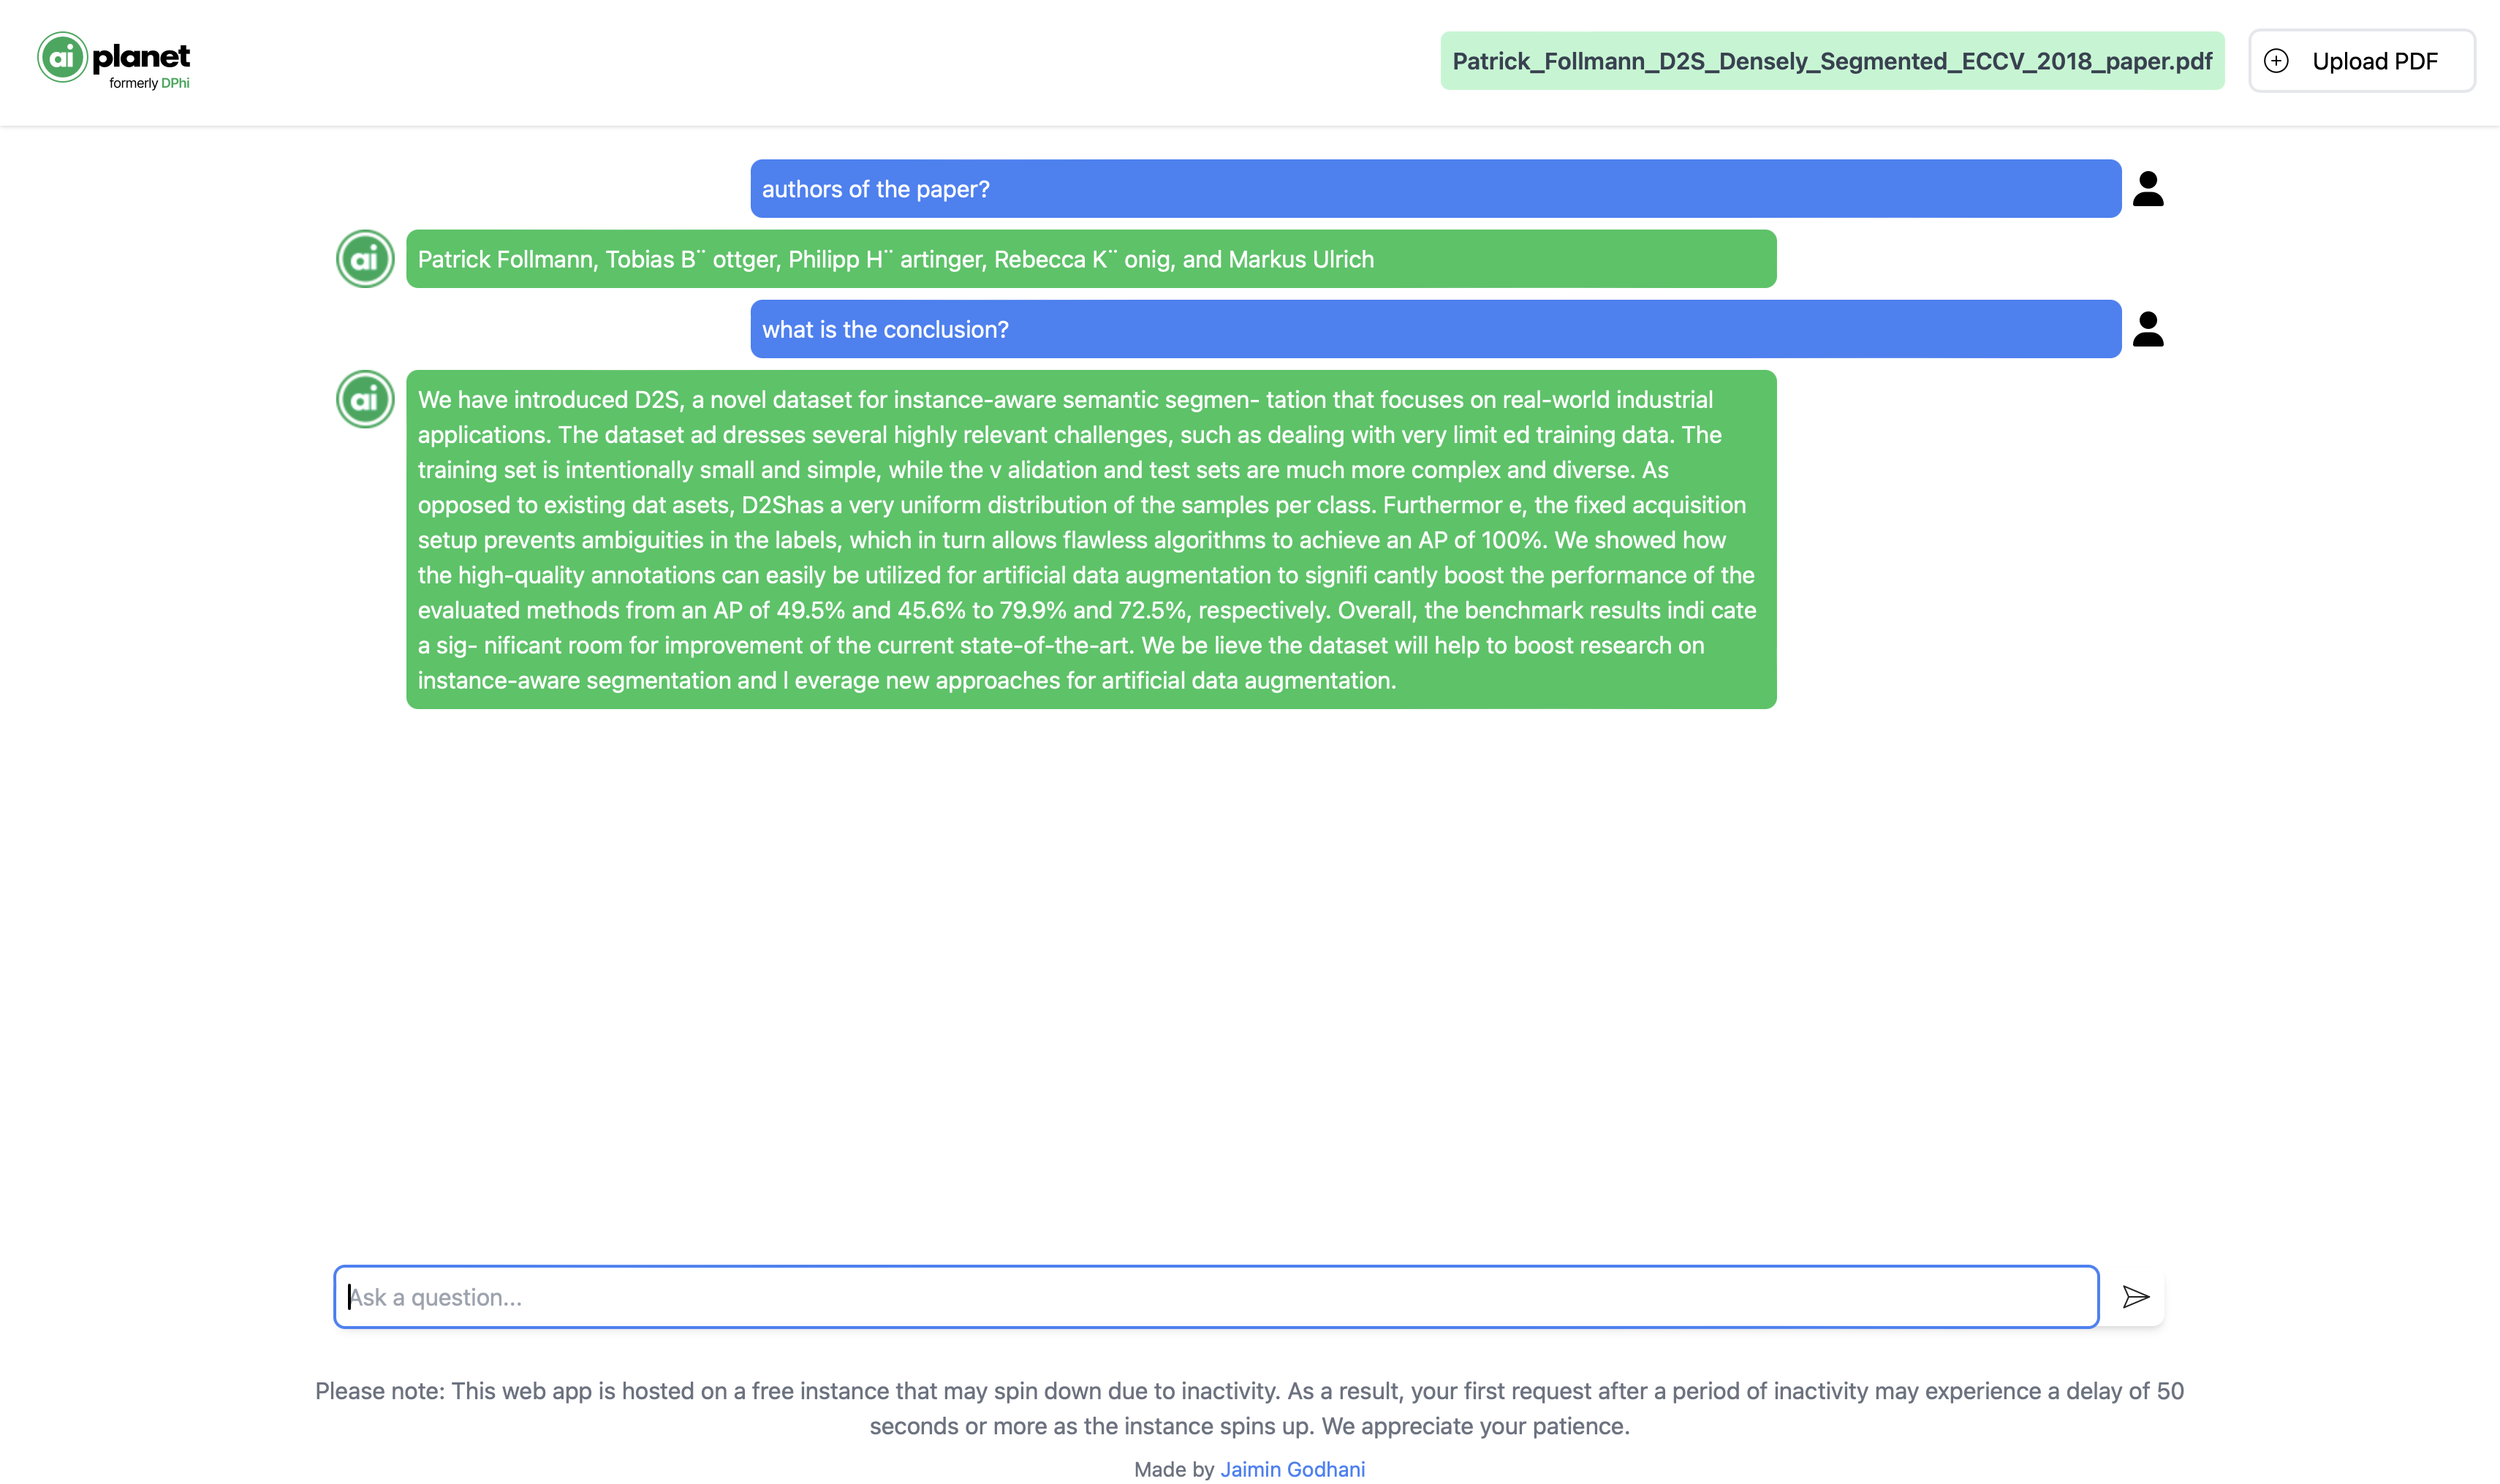 ai planet
formerly DPhi
Patrick_Follmann_D2S_Densely_Segmented_ECCV_2018_paper.pdf
Upload PDF
authors of the paper?
ai
Patrick Follmann, Tobias B¨ ottger, Philipp H¨ artinger, Rebecca K¨ onig, and Markus Ulrich
what is the conclusion?
ai
We have introduced D2S, a novel dataset for instance-aware semantic segmen- tation that focuses on real-world industrial
applications. The dataset ad dresses several highly relevant challenges, such as dealing with very limit ed training data. The
training set is intentionally small and simple, while the v alidation and test sets are much more complex and diverse. As
opposed to existing dat asets, D2Shas a very uniform distribution of the samples per class. Furthermor e, the fixed acquisition
setup prevents ambiguities in the labels, which in turn allows flawless algorithms to achieve an AP of 100%. We showed how
the high-quality annotations can easily be utilized for artificial data augmentation to signifi cantly boost the performance of the
evaluated methods from an AP of 49.5% and 45.6% to 79.9% and 72.5%, respectively. Overall, the benchmark results indi cate
a sig- nificant room for improvement of the current state-of-the-art. We be lieve the dataset will help to boost research on
instance-aware segmentation and l everage new approaches for artificial data augmentation.
Ask a question...
Please note: This web app is hosted on a free instance that may spin down due to inactivity. As a result, your first request after a period of inactivity may experience a delay of 50
seconds or more as the instance spins up. We appreciate your patience.
Made by Jaimin Godhani